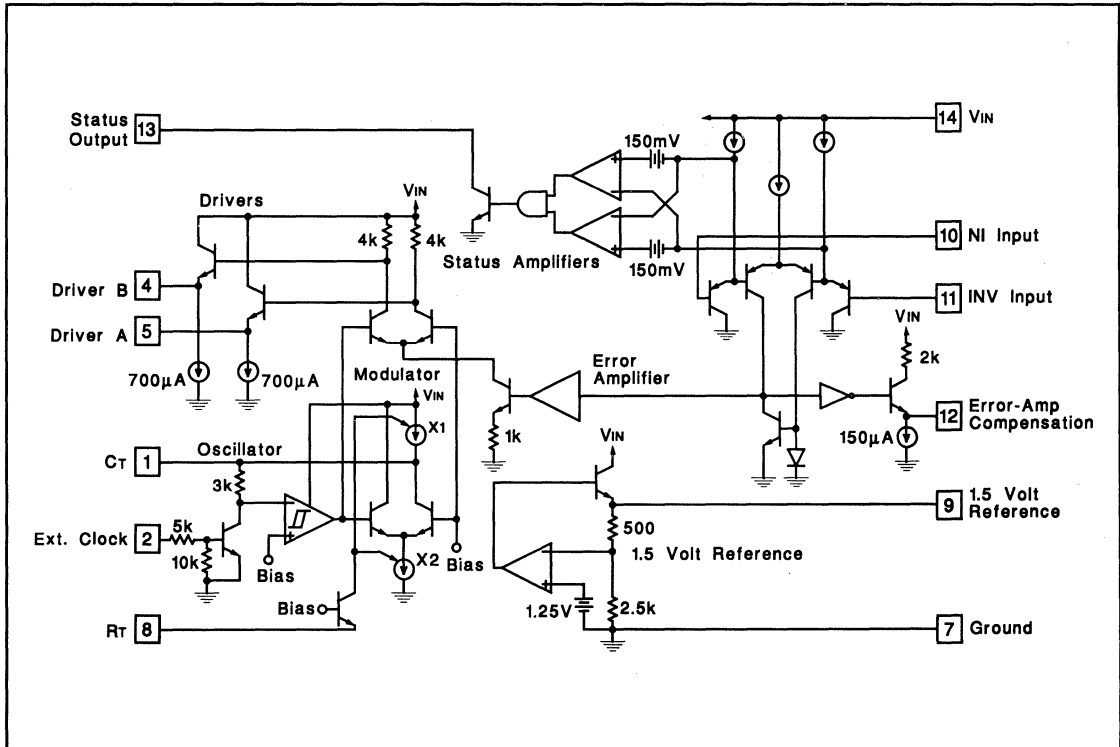 Status
Output
13
14
VIN
150mV
Drivers
VIN
4k
4k
150mV
Status Amplifiers
10
NI Input
Driver B
4
11
INV Input
Driver A
5
VIN
2k
700µA
700µA
Modulator
Error
Amplifier
VIN
X1
1k
150µA
12
Error-Amp
Compensation
CT
1
Oscillator
VIN
3k
9
1.5 Volt
Reference
500
Ext. Clock
2
5k
10k
Bias
X2
Bias
1.5 Volt Reference
Bias
1.25V
2.5k
RT
8
7
Ground